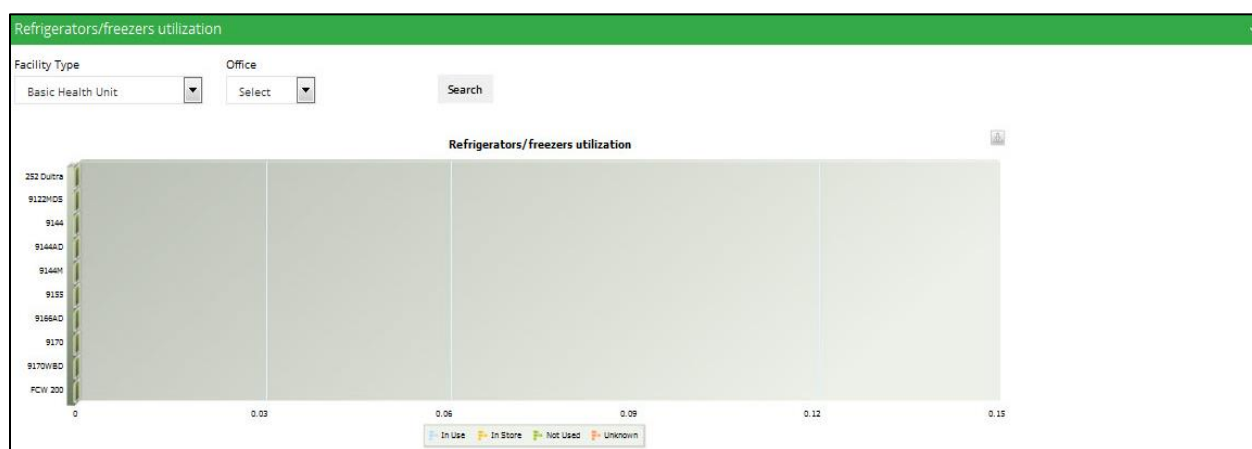 Refrigerators/freezers utilization
Facility Type Office
Basic Health Unit Select Search
Refrigerators/freezers utilization
252 Dultra
9122MDS
9144
9144AD
9144M
9155
9166AD
9170
9170WBD
FCW 200
0 0.03 0.06 0.09 0.12 0.15
In Use In Store Not Used Unknown